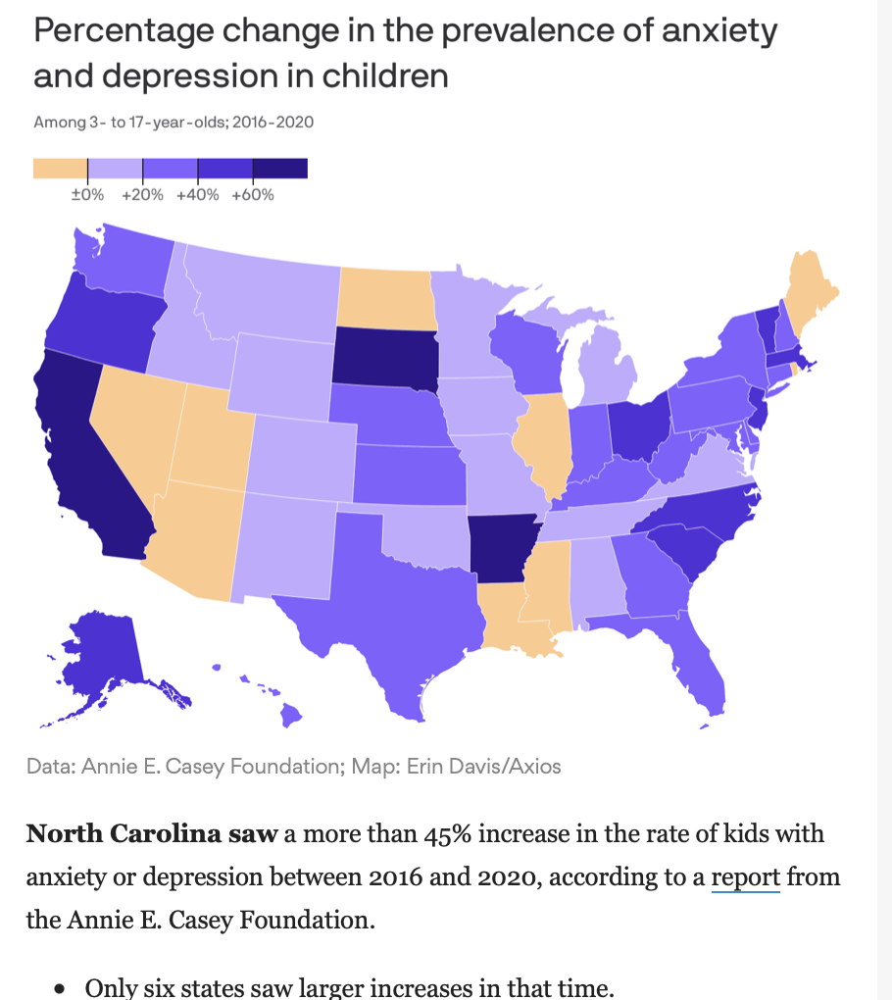 Percentage change in the prevalence of anxiety
and depression in children
Among 3- to 17-year-olds; 2016-2020
±0% +20% +40% +60%
Data: Annie E. Casey Foundation; Map: Erin Davis/Axios
North Carolina saw a more than 45% increase in the rate of kids with
anxiety or depression between 2016 and 2020, according to a report from
the Annie E. Casey Foundation.
• Only six states saw larger increases in that time.